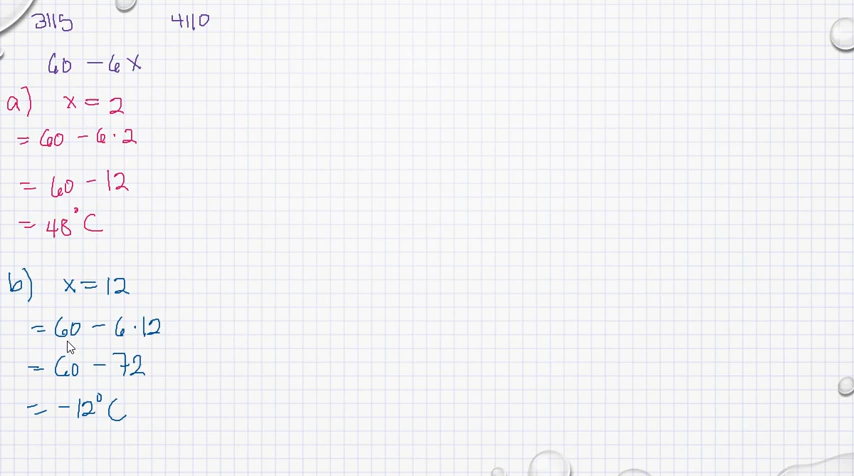 3115 4110
60 - 6x
a) x = 2
= 60 - 6 · 2
= 60 - 12
= 48°C
b) x = 12
= 60 - 6 · 12
= 60 - 72
= -12°C